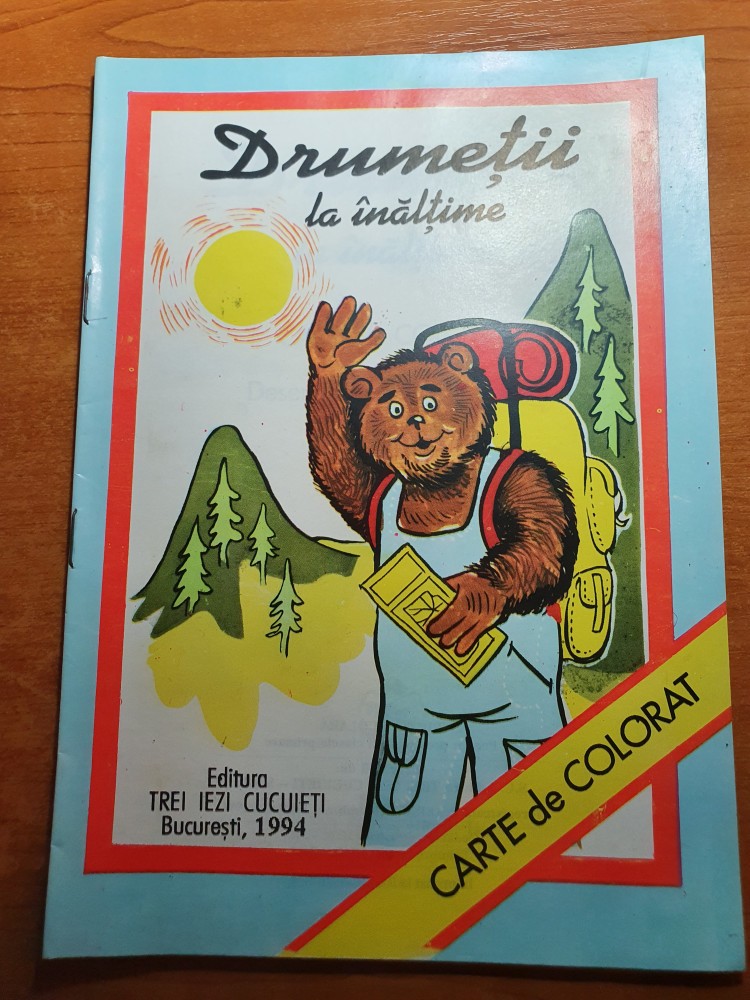 Drumeții
la înălțime
Editura
TREI IEZI CUCUIEȚI
București, 1994
CARTE de COLORAT